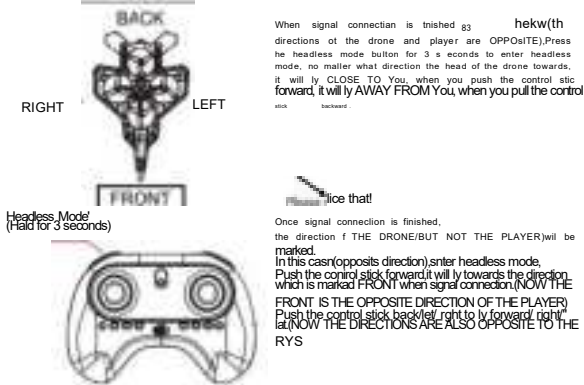 BACK
RIGHT
LEFT
FRONT
Headless Mode'
(Hald for 3 seconds)
When signal connectian is tnished 83 hekw(th
directions ot the drone and player are OPPOsITE),Press
he headless mode bulton for 3 s econds to enter headless
mode, no maller what direction the head of the drone towards,
it will ly CLOSE TO You, when you push the control stic
forward, it will ly AWAY FROM You, when you pull the control
stick backward .
Please lice that!
Once signal conneclion is finished,
the direction f THE DRONE/BUT NOT THE PLAYER)wil be
marked.
In this casn(opposits direction),snter headless mode,
Push the conirol stick forward,it will ly towards the direction
which is markad FRONT when signal connection.(NOW THE
FRONT IS THE OPPOSITE DIRECTION OF THE PLAYER)
Push the control stick back/let/ rght to ly forward/ right/"
lat.(NOW THE DIRECTIONS ARE ALSO OPPOSITE TO THE
RYS